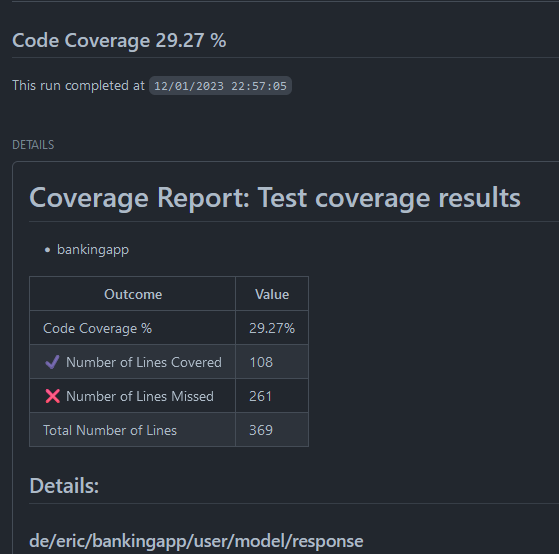 Code Coverage 29.27 %
This run completed at 12/01/2023 22:57:05
DETAILS
Coverage Report: Test coverage results
• bankingapp
Outcome Value
Code Coverage % 29.27%
✔ Number of Lines Covered 108
❌ Number of Lines Missed 261
Total Number of Lines 369
Details:
de/eric/bankingapp/user/model/response